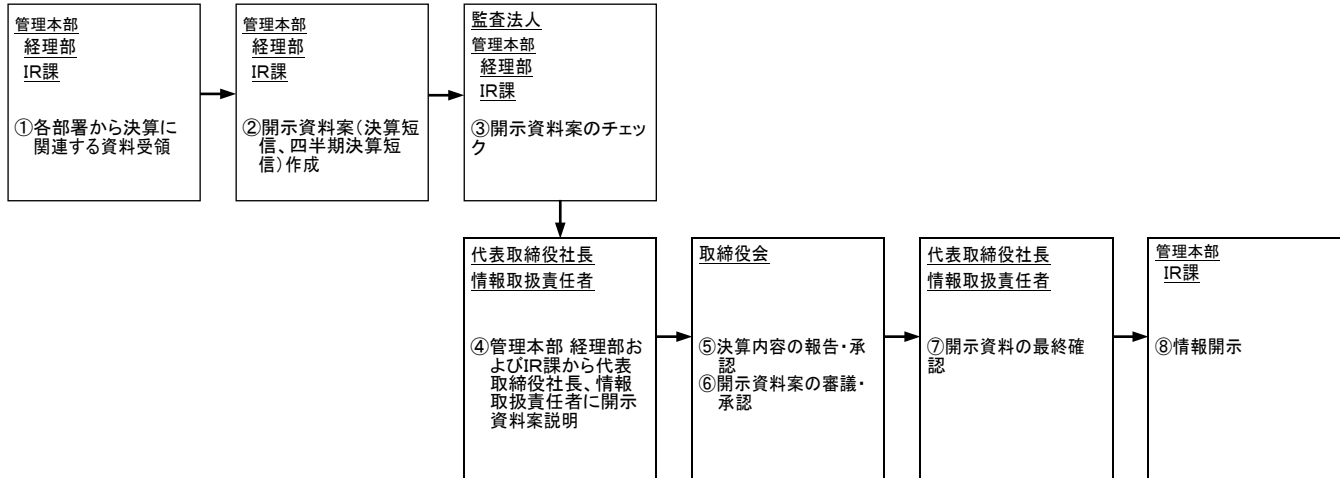 管理本部
経理部
IR課
①各部署から決算に
関連する資料受領
管理本部
経理部
IR課
②開示資料案(決算短
信、四半期決算短
信)作成
監査法人
管理本部
経理部
IR課
③開示資料案のチェッ
ク
代表取締役社長
情報取扱責任者
④管理本部 経理部お
よびIR課から代表
取締役社長、情報
取扱責任者に開示
資料案説明
取締役会
⑤決算内容の報告・承
認
⑥開示資料案の審議・
承認
代表取締役社長
情報取扱責任者
⑦開示資料の最終確
認
管理本部
IR課
⑧情報開示